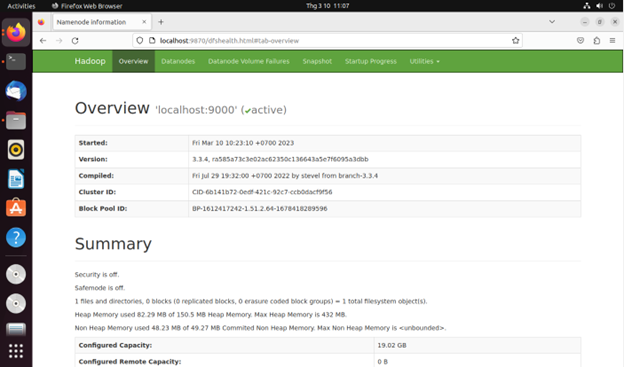 Activities Firefox Web Browser Thg 3 10 11:07
Namenode information
localhost:9870/dfshealth.html#tab-overview
Hadoop Overview Datanodes Datanode Volume Failures Snapshot Startup Progress Utilities
Overview 'localhost:9000' (✔active)
Started: Fri Mar 10 10:23:10 +0700 2023
Version: 3.3.4, ra585a73c3e02ac62350c136643a5e7f6095a3dbb
Compiled: Fri Jul 29 19:32:00 +0700 2022 by stevel from branch-3.3.4
Cluster ID: CID-6b141b72-0edf-421c-92c7-ccb0dacf9f56
Block Pool ID: BP-1612417242-1.51.2.64-1678418289596
Summary
Security is off.
Safemode is off.
1 files and directories, 0 blocks (0 replicated blocks, 0 erasure coded block groups) = 1 total filesystem object(s).
Heap Memory used 82.29 MB of 150.5 MB Heap Memory. Max Heap Memory is 432 MB.
Non Heap Memory used 48.23 MB of 49.27 MB Commited Non Heap Memory. Max Non Heap Memory is <unbounded>.
Configured Capacity: 19.02 GB
Configured Remote Capacity: 0 B